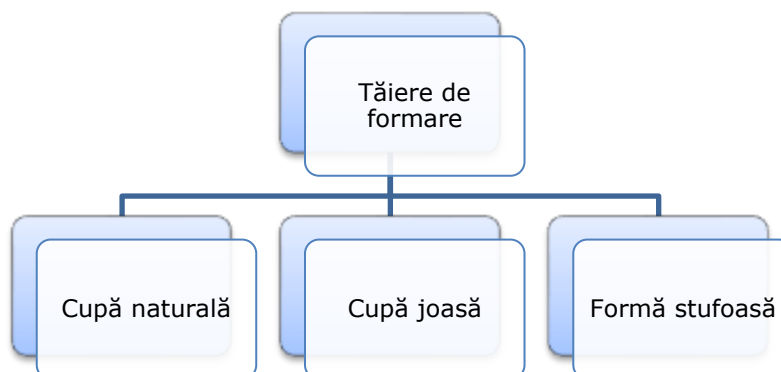 Tăiere de
formare
Cupă naturală
Cupă joasă
Formă stufoasă